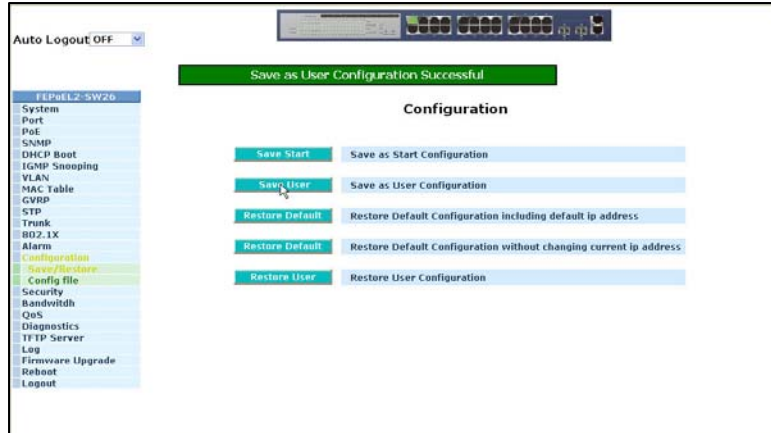 Auto Logout OFF
Save as User Configuration Successful
FEPoEL2-SW26
System
Port
PoE
SNMP
DHCP Boot
IGMP Snooping
VLAN
MAC Table
GVRP
STP
Trunk
802.1X
Alarm
Configuration
Save/Restore
Config file
Security
Bandwitdh
QoS
Diagnostics
TFTP Server
Log
Firmware Upgrade
Reboot
Logout
Configuration
Save Start Save as Start Configuration
Save User Save as User Configuration
Restore Default Restore Default Configuration including default ip address
Restore Default Restore Default Configuration without changing current ip address
Restore User Restore User Configuration